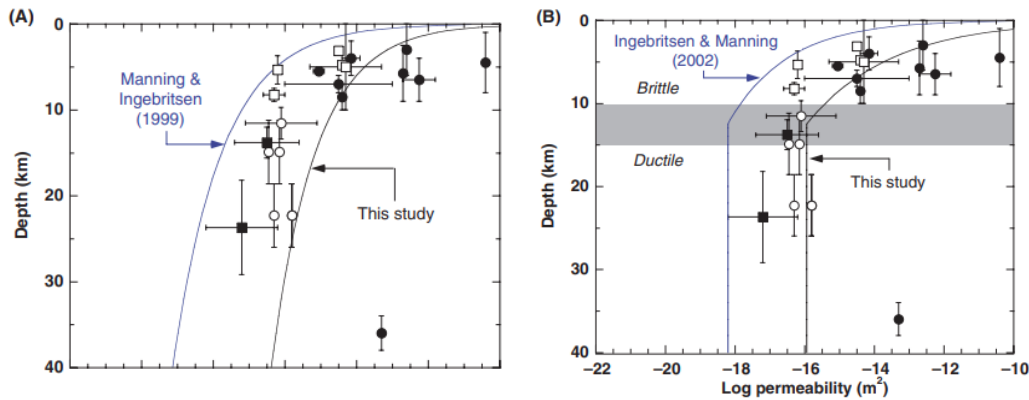 (A)
0
10
20
30
40
Depth (km)
Manning &
Ingebritsen
(1999)
This study
(B)
0
10
20
30
40
Depth (km)
Ingebritsen & Manning
(2002)
Brittle
Ductile
This study
−22
−20
−18
−16
−14
−12
−10
Log permeability (m²)